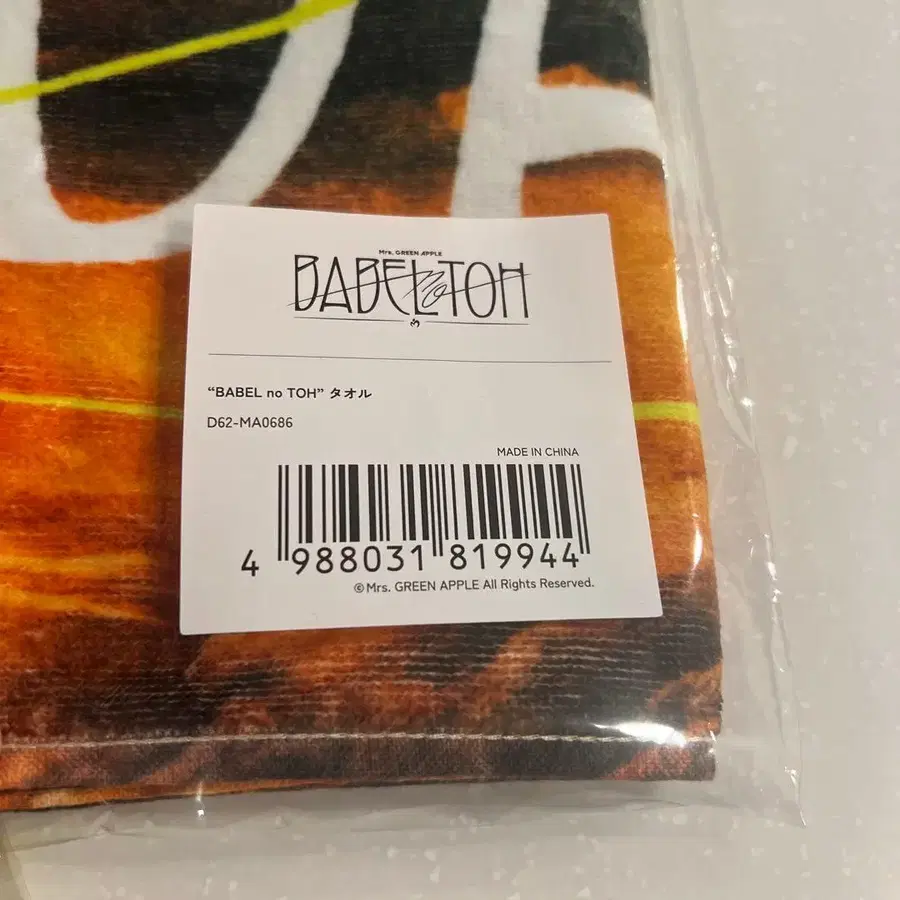 Mrs. GREEN APPLE
BABEL no TOH
“BABEL no TOH” タオル
D62-MA0686
MADE IN CHINA
4 988031 819944
©Mrs. GREEN APPLE All Rights Reserved.